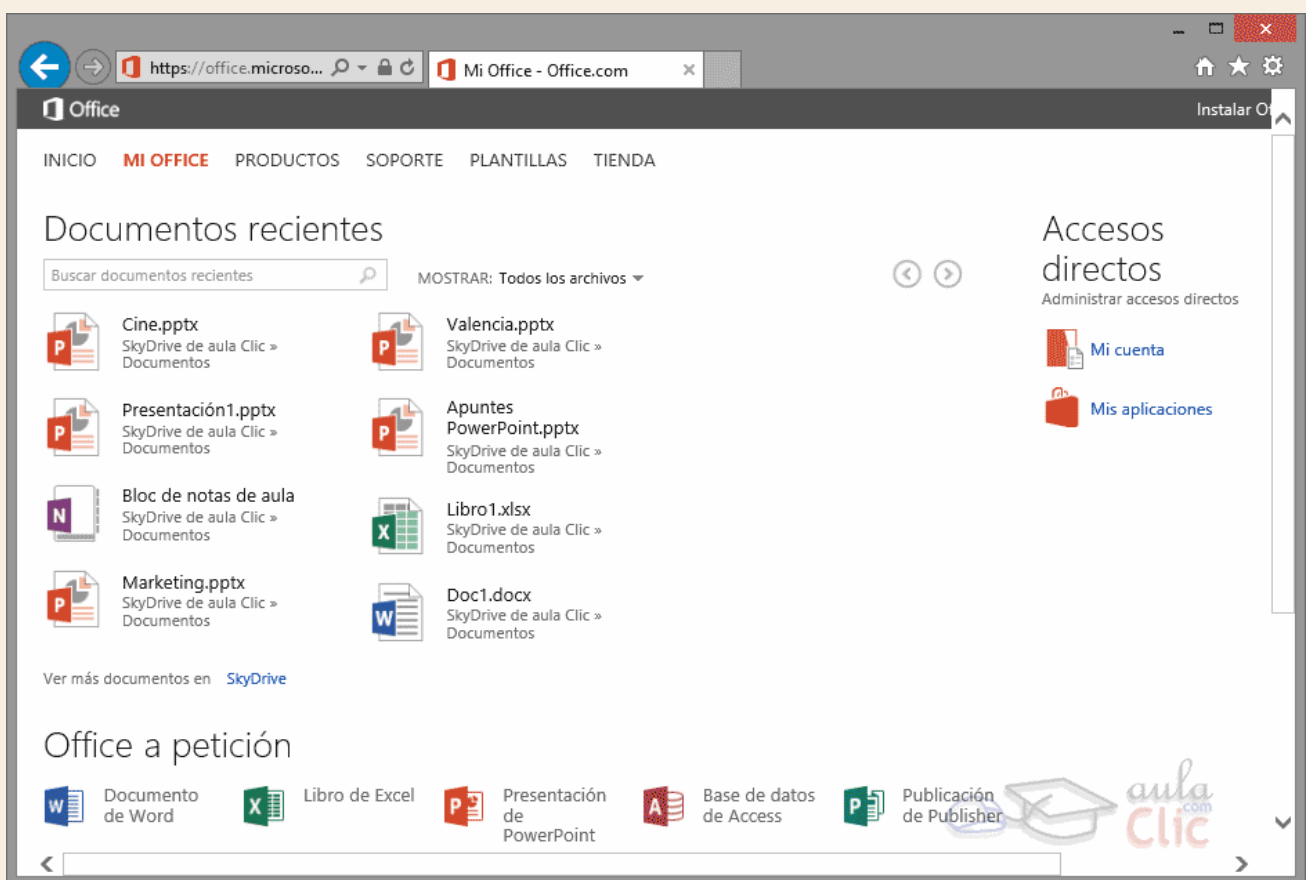 https://office.microso...
Mi Office - Office.com
Office
Instalar Of
INICIO MI OFFICE PRODUCTOS SOPORTE PLANTILLAS TIENDA
Documentos recientes
Buscar documentos recientes
MOSTRAR: Todos los archivos
Cine.pptx
SkyDrive de aula Clic »
Documentos
Valencia.pptx
SkyDrive de aula Clic »
Documentos
Presentación1.pptx
SkyDrive de aula Clic »
Documentos
Apuntes
PowerPoint.pptx
SkyDrive de aula Clic »
Documentos
Bloc de notas de aula
SkyDrive de aula Clic »
Documentos
Libro1.xlsx
SkyDrive de aula Clic »
Documentos
Marketing.pptx
SkyDrive de aula Clic »
Documentos
Doc1.docx
SkyDrive de aula Clic »
Documentos
Ver más documentos en SkyDrive
Accesos
directos
Administrar accesos directos
Mi cuenta
Mis aplicaciones
Office a petición
Documento
de Word
Libro de Excel
Presentación
de
PowerPoint
Base de datos
de Access
Publicación
de Publisher
aula
.com
Clic